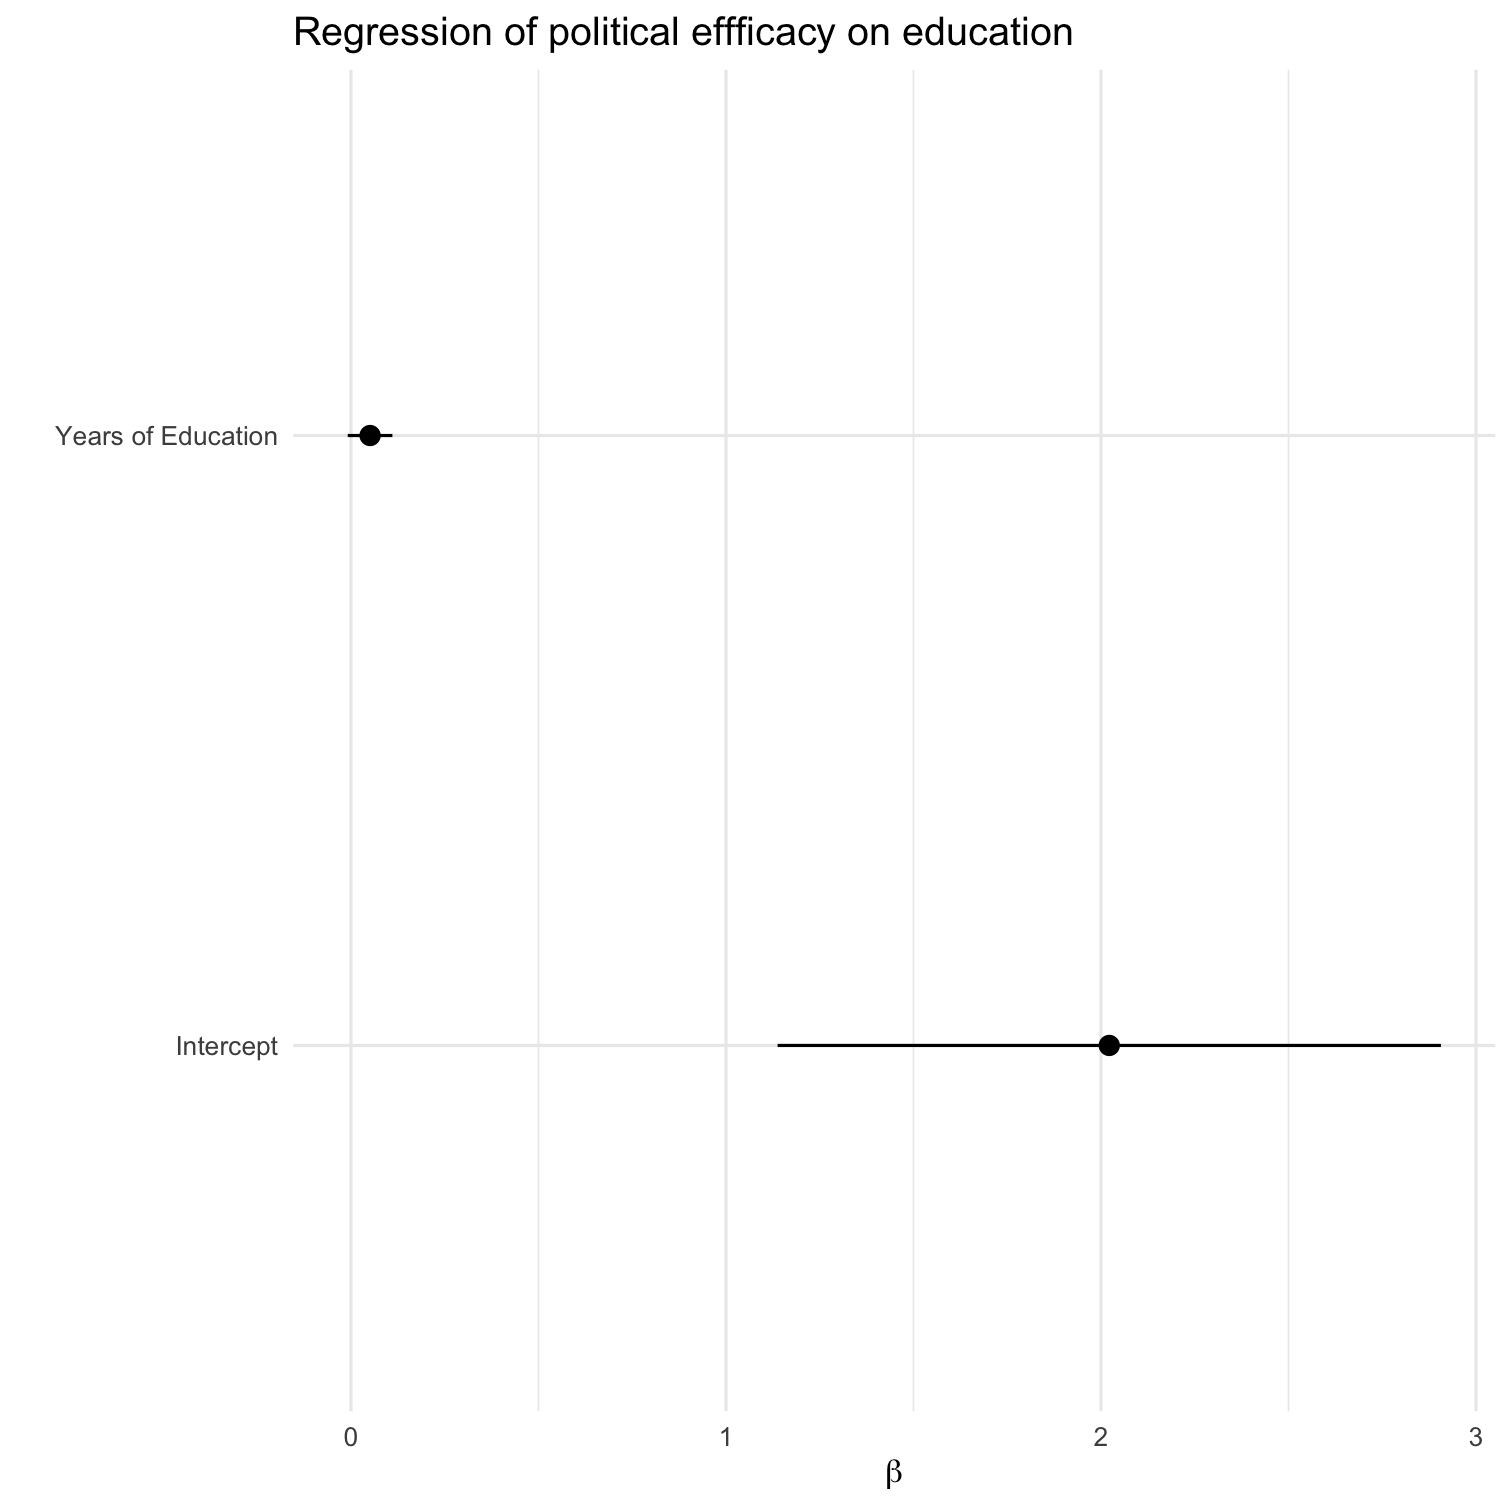 Regression of political effficacy on education
Years of Education
Intercept
0 1 2 3
β